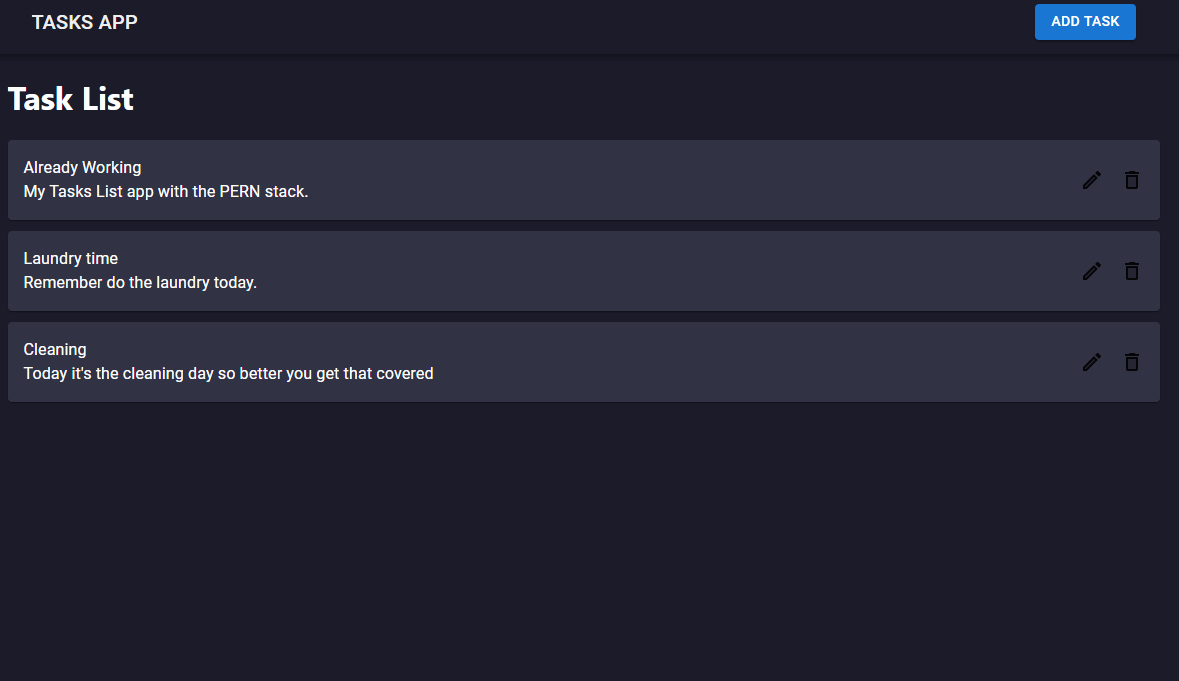 TASKS APP
ADD TASK
Task List
Already Working
My Tasks List app with the PERN stack.
Laundry time
Remember do the laundry today.
Cleaning
Today it's the cleaning day so better you get that covered